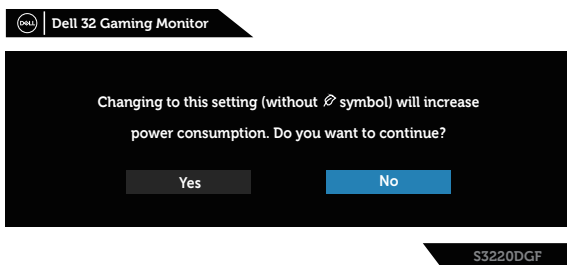 DELL
Dell 32 Gaming Monitor
Changing to this setting (without symbol) will increase
power consumption. Do you want to continue?
Yes
No
S3220DGF